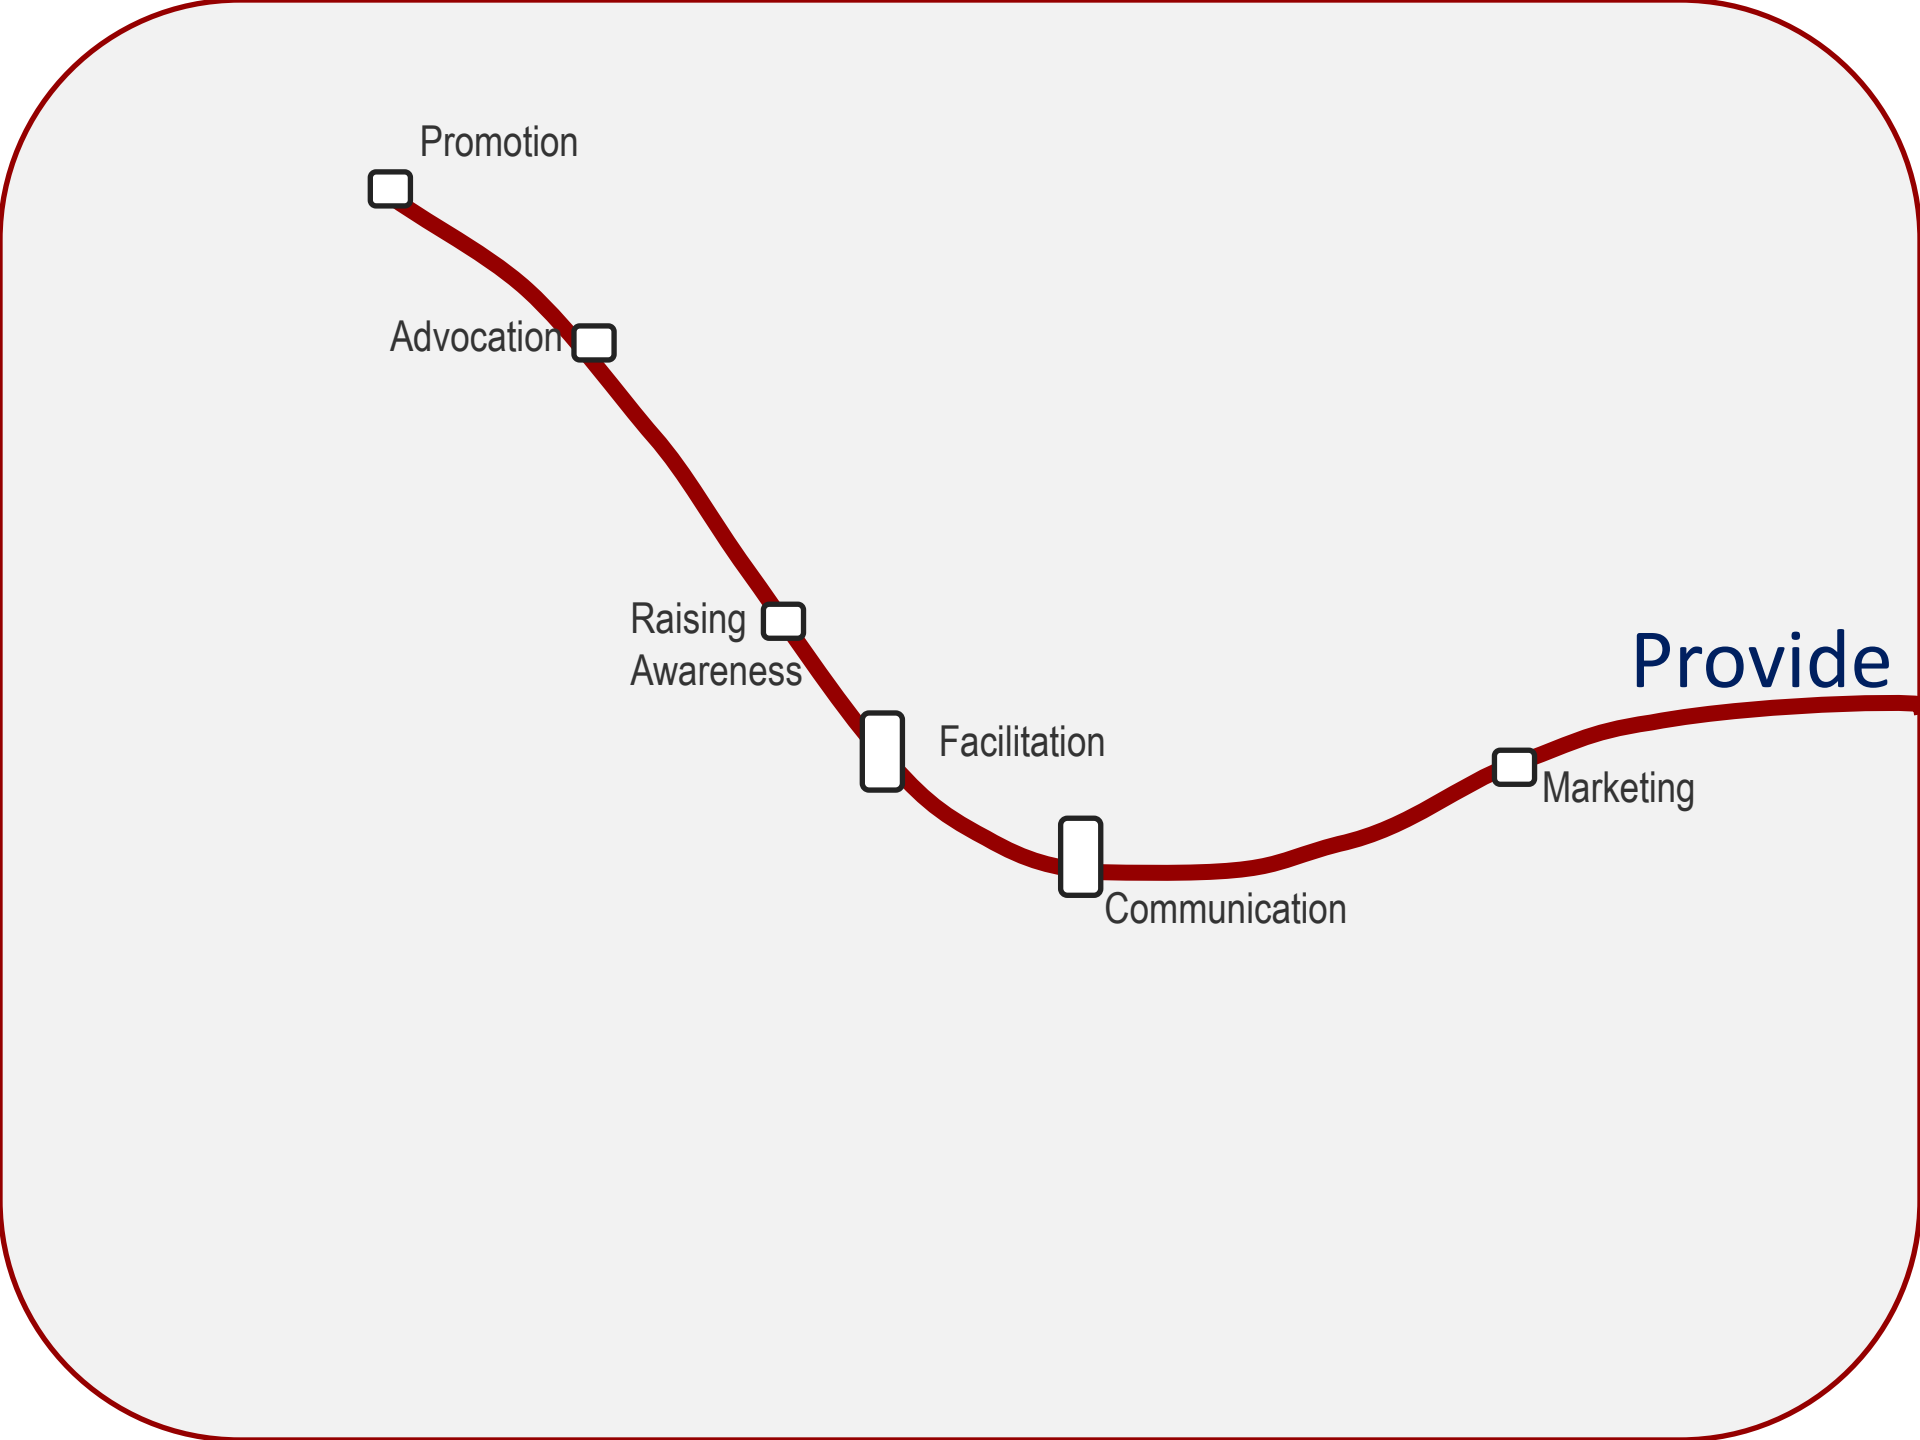 Promotion
Advocation
Raising
Awareness
Provide
Facilitation
Marketing
Communication